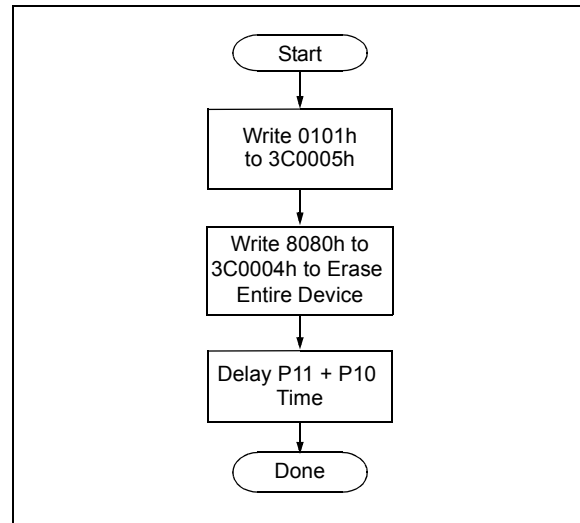 Start
Write 0101h
to 3C0005h
Write 8080h to
3C0004h to Erase
Entire Device
Delay P11 + P10
Time
Done